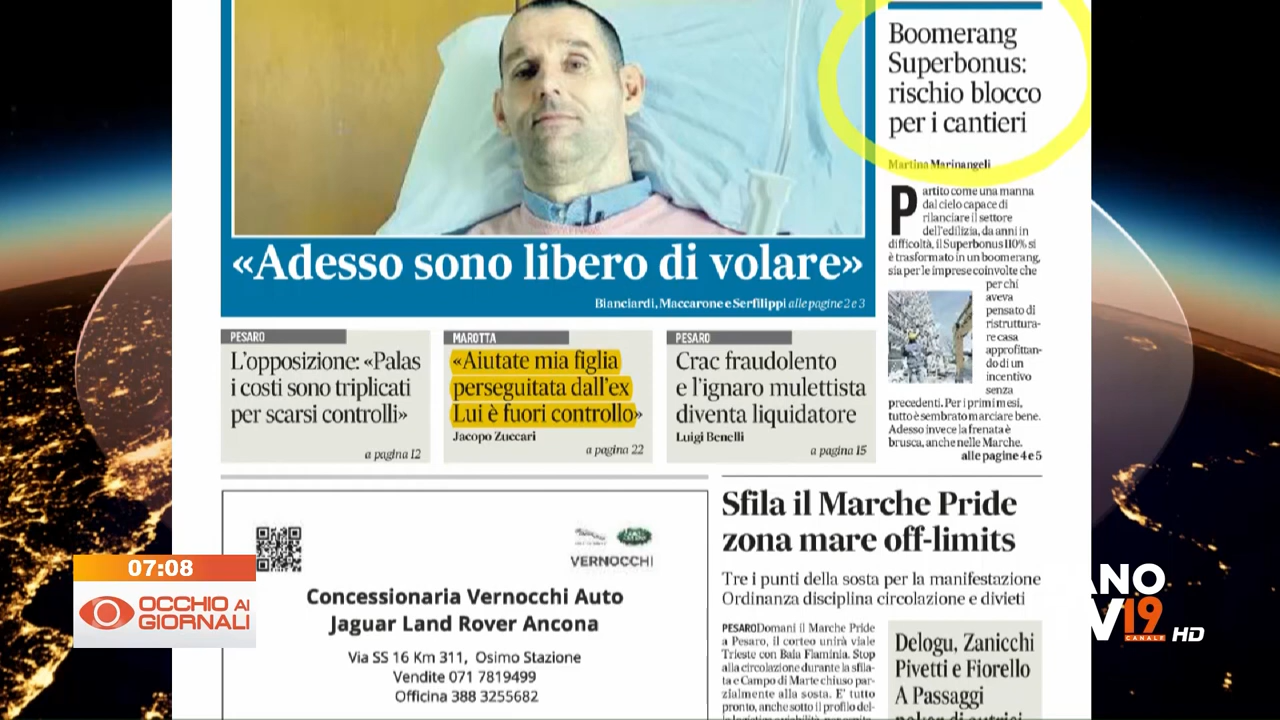 «Adesso sono libero di volare»
Bianciardi, Maccarone e Serfilippi alle pagine 2 e 3
Boomerang
Superbonus:
rischio blocco
per i cantieri
Martina Marinangeli
Partito come una manna
dal cielo capace di
rilanciare il settore
dell'edilizia, da anni in
difficoltà, il Superbonus 110% si
è trasformato in un boomerang,
sia per le imprese coinvolte che
per chi
aveva
pensato di
ristruttura-
re casa
approfittan-
do di un
incentivo
senza
precedenti. Per i primi mesi,
tutto è sembrato marciare bene.
Adesso invece la frenata è
brusca, anche nelle Marche.
alle pagine 4 e 5
PESARO
L'opposizione: «Palas
i costi sono triplicati
per scarsi controlli»
a pagina 12
MAROTTA
«Aiutate mia figlia
perseguitata dall'ex
Lui è fuori controllo»
Jacopo Zuccari
a pagina 22
PESARO
Crac fraudolento
e l'ignaro mulettista
diventa liquidatore
Luigi Benelli
a pagina 15
VERNOCCHI
Concessionaria Vernocchi Auto
Jaguar Land Rover Ancona
Via SS 16 Km 311, Osimo Stazione
Vendite 071 7819499
Officina 388 3255682
Sfila il Marche Pride
zona mare off-limits
Tre i punti della sosta per la manifestazione
Ordinanza disciplina circolazione e divieti
PESARO Domani il Marche Pride
a Pesaro, il corteo unirà viale
Trieste con Baia Flaminia. Stop
alla circolazione durante la sfila-
ta e Campo di Marte chiuso par-
zialmente alla sosta. E' tutto
pronto, anche sotto il profilo del-
Delogu, Zanicchi
Pivetti e Fiorello
A Passaggi
07:08
OCCHIO AI
GIORNALI
ANO
TV19
CANALE
HD